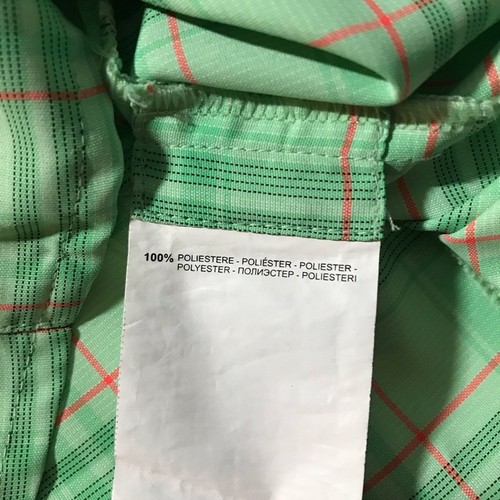 100% POLIESTERE - POLIÉSTER - POLIESTER -
POLYESTER - ПОЛИЭСТЕР - POLIESTERI